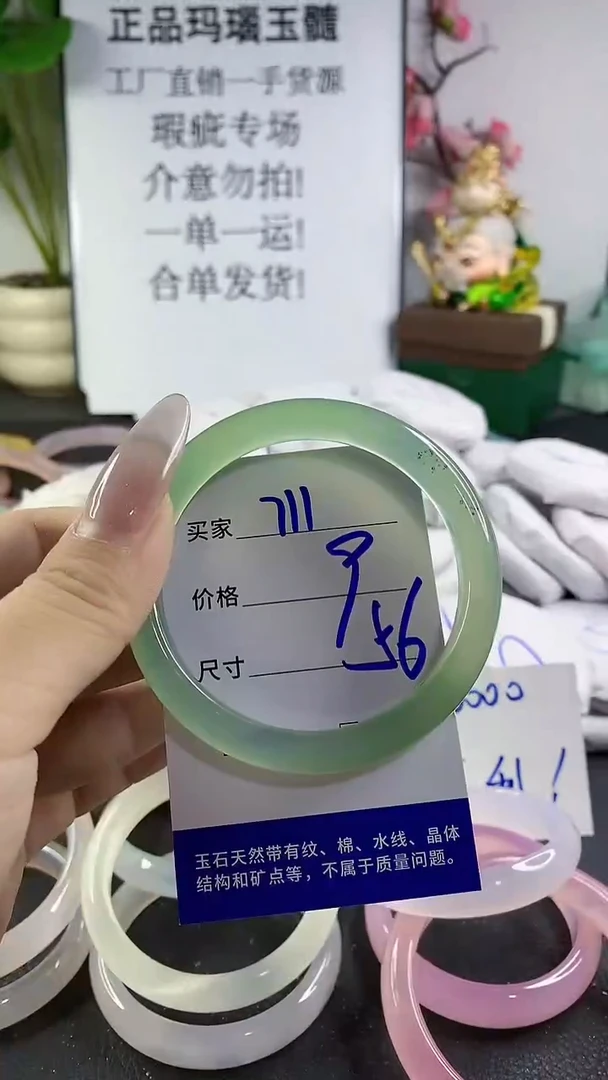 正品玛瑙玉髓
工厂直销一手货源
瑕疵专场
介意勿拍!
一单一运!
合单发货!
买家 711
价格
尺寸 56
玉石天然带有纹、棉、水线、晶体
结构和矿点等，不属于质量问题。